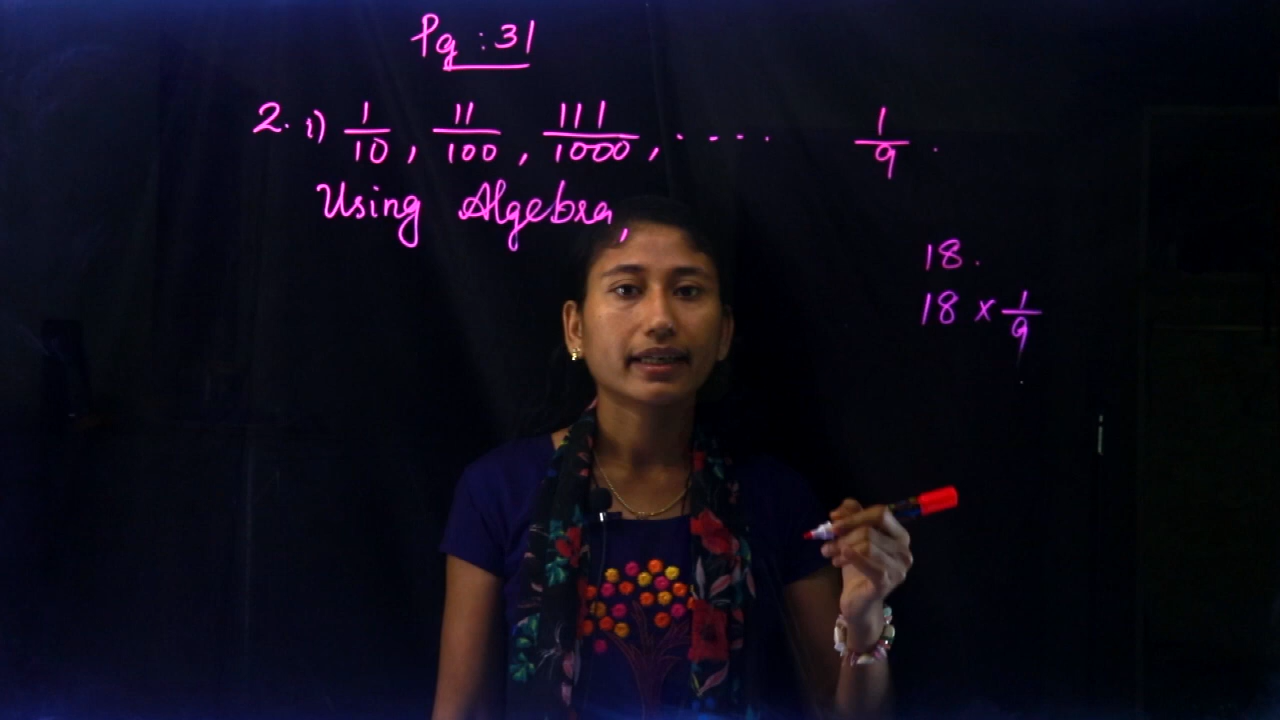 Pg : 31
2. i) 1/10, 11/100, 111/1000, . - - - . 1/9 .
Using Algebra,
18 .
18 x 1/9